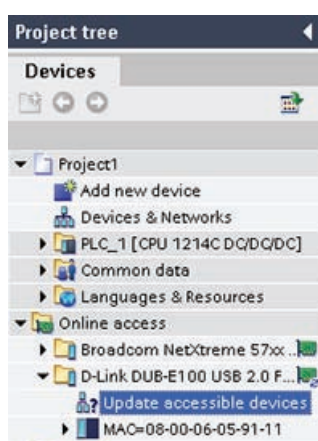 Project tree
Devices
Project1
Add new device
Devices & Networks
PLC_1 [CPU 1214C DC/DC/DC]
Common data
Languages & Resources
Online access
Broadcom NetXtreme 57xx ..
D-Link DUB-E100 USB 2.0 F...
Update accessible devices
MAC=08-00-06-05-91-11